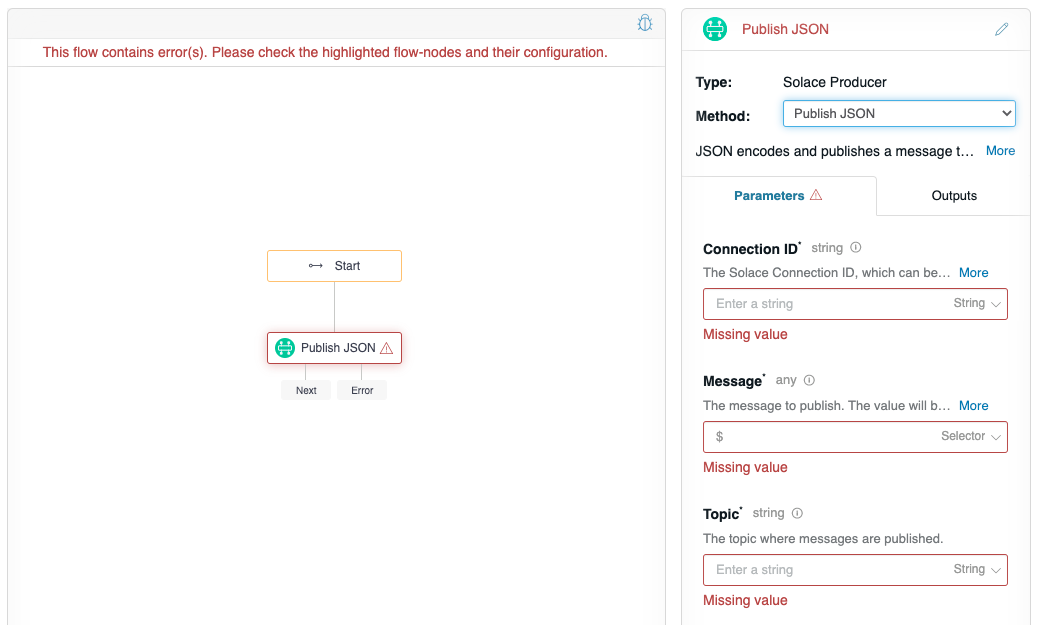 This flow contains error(s). Please check the highlighted flow-nodes and their configuration.
Start
Publish JSON
Next
Error
Publish JSON
Type: Solace Producer
Method: Publish JSON
JSON encodes and publishes a message t... More
Parameters
Outputs
Connection ID* string
The Solace Connection ID, which can be... More
Enter a string String
Missing value
Message* any
The message to publish. The value will b... More
$ Selector
Missing value
Topic* string
The topic where messages are published.
Enter a string String
Missing value